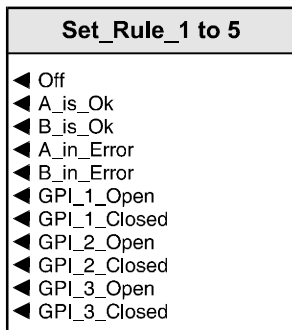 Set_Rule_1 to 5
Off
A_is_Ok
B_is_Ok
A_in_Error
B_in_Error
GPI_1_Open
GPI_1_Closed
GPI_2_Open
GPI_2_Closed
GPI_3_Open
GPI_3_Closed